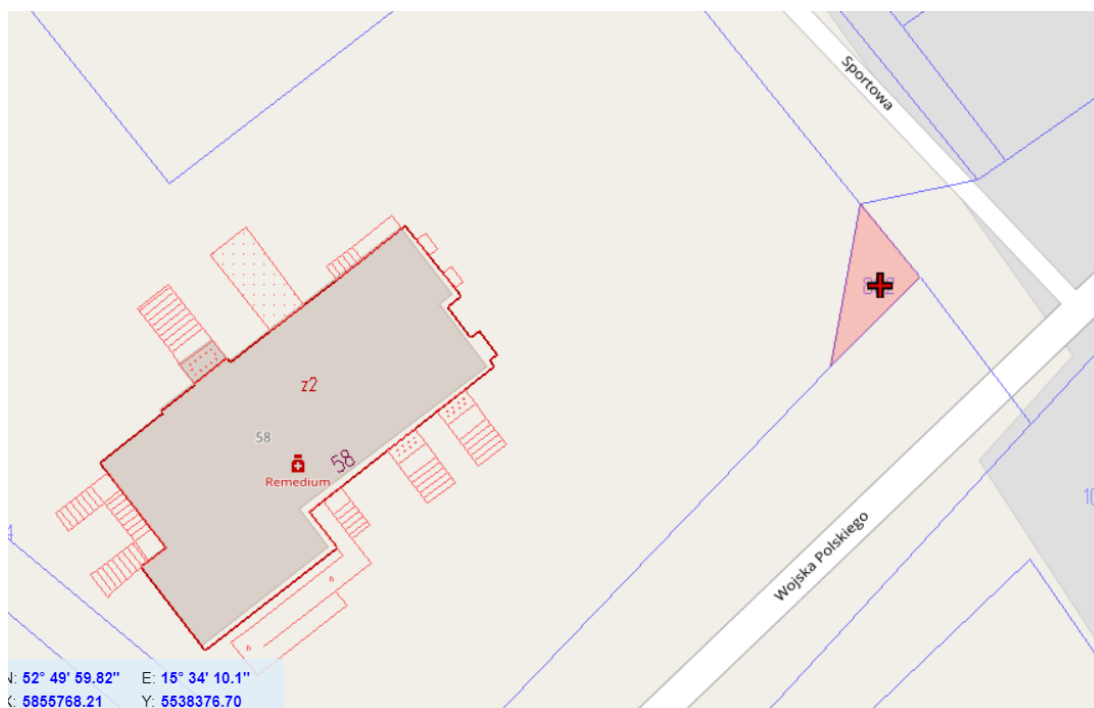 Sportowa
z2
58
58
Remedium
Wojska Polskiego
10
N: 52° 49' 59.82" E: 15° 34' 10.1"
X: 5855768.21 Y: 5538376.70